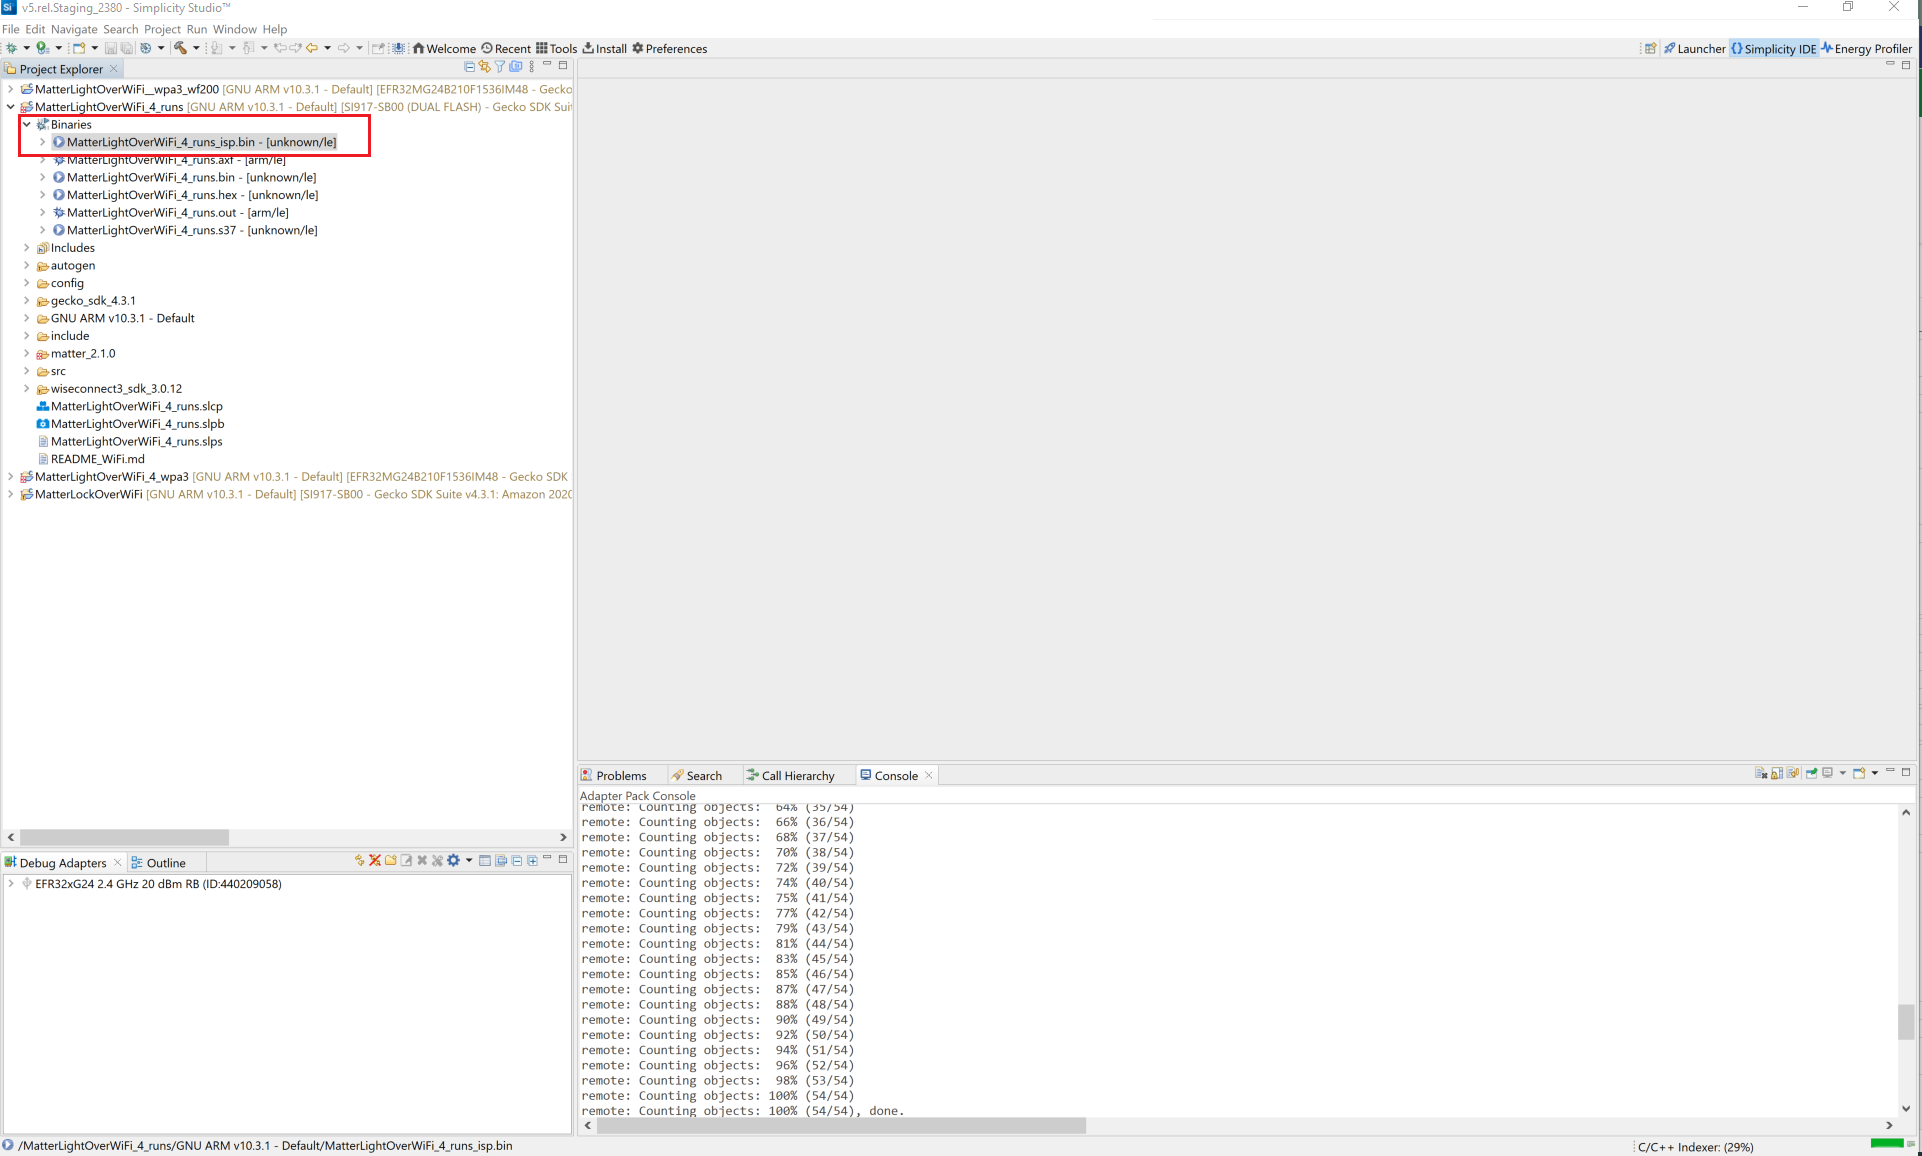 v5.rel.Staging_2380 - Simplicity Studio™
File Edit Navigate Search Project Run Window Help
Welcome Recent Tools Install Preferences Launcher {} Simplicity IDE Energy Profiler
Project Explorer
MatterLightOverWiFi__wpa3_wf200 [GNU ARM v10.3.1 - Default] [EFR32MG24B210F1536IM48 - Gecko
MatterLightOverWiFi_4_runs [GNU ARM v10.3.1 - Default] [SI917-SB00 (DUAL FLASH) - Gecko SDK Suit
Binaries
MatterLightOverWiFi_4_runs_isp.bin - [unknown/le]
MatterLightOverWiFi_4_runs.axf - [arm/le]
MatterLightOverWiFi_4_runs.bin - [unknown/le]
MatterLightOverWiFi_4_runs.hex - [unknown/le]
MatterLightOverWiFi_4_runs.out - [arm/le]
MatterLightOverWiFi_4_runs.s37 - [unknown/le]
Includes
autogen
config
gecko_sdk_4.3.1
GNU ARM v10.3.1 - Default
include
matter_2.1.0
src
wiseconnect3_sdk_3.0.12
MatterLightOverWiFi_4_runs.slcp
MatterLightOverWiFi_4_runs.slpb
MatterLightOverWiFi_4_runs.slps
README_WiFi.md
MatterLightOverWiFi_4_wpa3 [GNU ARM v10.3.1 - Default] [EFR32MG24B210F1536IM48 - Gecko SDK
MatterLockOverWiFi [GNU ARM v10.3.1 - Default] [SI917-SB00 - Gecko SDK Suite v4.3.1: Amazon 2020
Debug Adapters Outline
EFR32xG24 2.4 GHz 20 dBm RB (ID:440209058)
Problems Search Call Hierarchy Console
Adapter Pack Console
remote: Counting objects:  64% (35/54)
remote: Counting objects:  66% (36/54)
remote: Counting objects:  68% (37/54)
remote: Counting objects:  70% (38/54)
remote: Counting objects:  72% (39/54)
remote: Counting objects:  74% (40/54)
remote: Counting objects:  75% (41/54)
remote: Counting objects:  77% (42/54)
remote: Counting objects:  79% (43/54)
remote: Counting objects:  81% (44/54)
remote: Counting objects:  83% (45/54)
remote: Counting objects:  85% (46/54)
remote: Counting objects:  87% (47/54)
remote: Counting objects:  88% (48/54)
remote: Counting objects:  90% (49/54)
remote: Counting objects:  92% (50/54)
remote: Counting objects:  94% (51/54)
remote: Counting objects:  96% (52/54)
remote: Counting objects:  98% (53/54)
remote: Counting objects: 100% (54/54)
remote: Counting objects: 100% (54/54), done.
/MatterLightOverWiFi_4_runs/GNU ARM v10.3.1 - Default/MatterLightOverWiFi_4_runs_isp.bin
C/C++ Indexer: (29%)